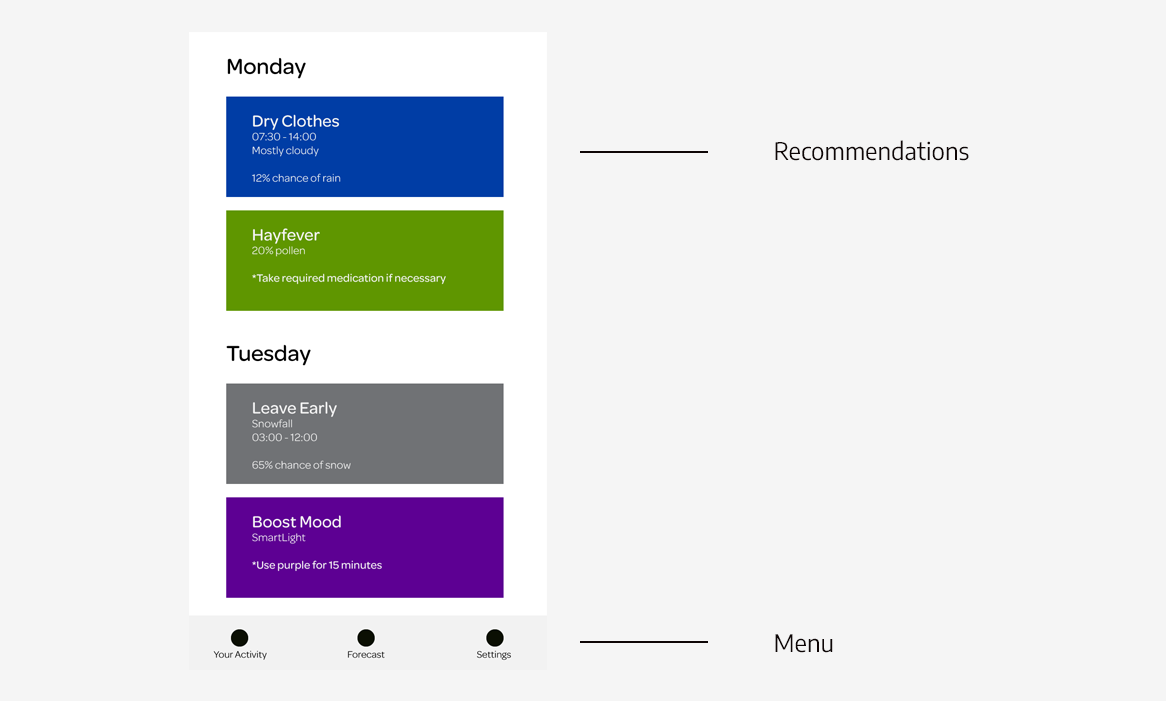 Monday
Dry Clothes
07:30 - 14:00
Mostly cloudy
12% chance of rain
Recommendations
Hayfever
20% pollen
*Take required medication if necessary
Tuesday
Leave Early
Snowfall
03:00 - 12:00
65% chance of snow
Boost Mood
SmartLight
*Use purple for 15 minutes
Your Activity
Forecast
Settings
Menu